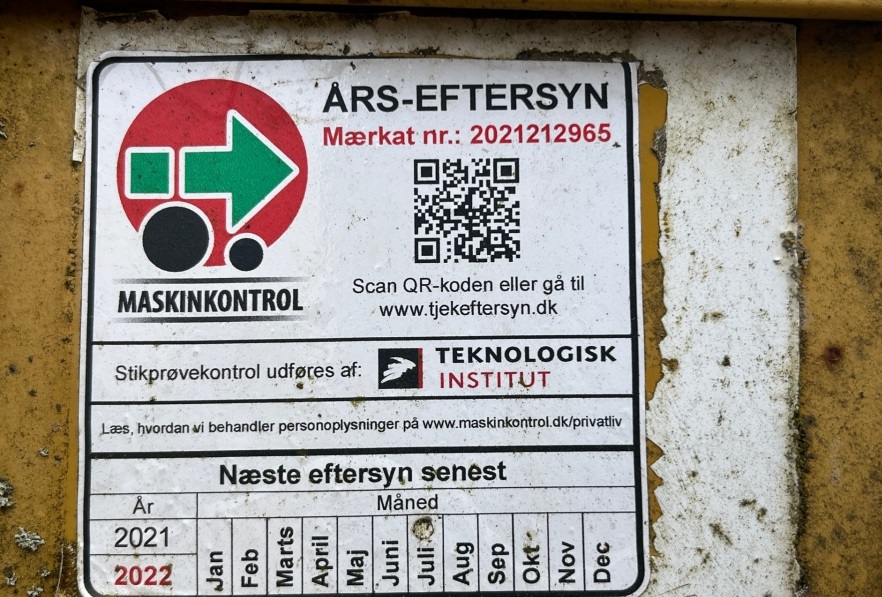 ÅRS-EFTERSYN
Mærkat nr.: 2021212965
MASKINKONTROL
Scan QR-koden eller gå til
www.tjekeftersyn.dk
Stikprøvekontrol udføres af: TEKNOLOGISK INSTITUT
Læs, hvordan vi behandler personoplysninger på www.maskinkontrol.dk/privatliv
Næste eftersyn senest
År Måned
2021
2022 Jan Feb Marts April Maj Juni Juli Aug Sep Okt Nov Dec